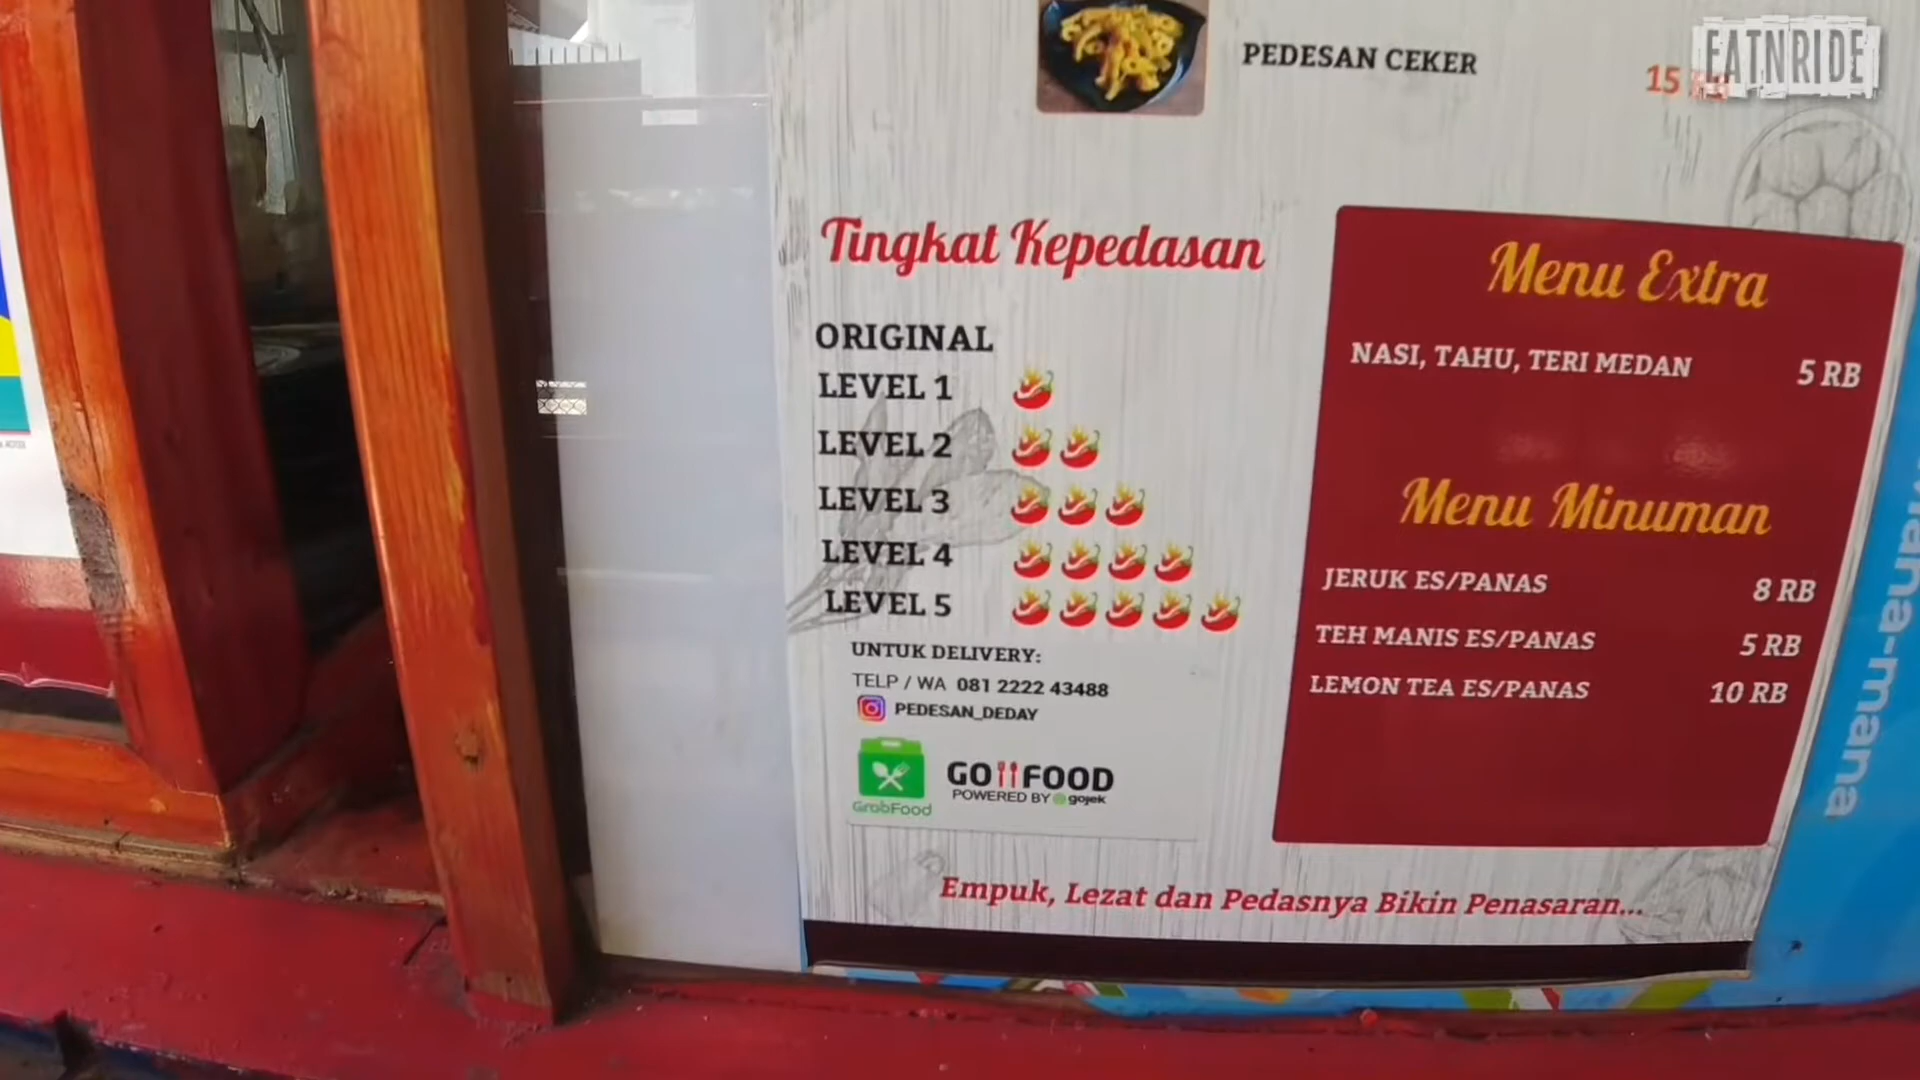 EATNRIDE
PEDESAN CEKER
15
Tingkat Kepedasan
ORIGINAL
LEVEL 1
LEVEL 2
LEVEL 3
LEVEL 4
LEVEL 5
UNTUK DELIVERY:
TELP / WA 081 2222 43488
PEDESAN_DEDAY
GrabFood
GOFOOD
POWERED BY gojek
Menu Extra
NASI, TAHU, TERI MEDAN 5 RB
Menu Minuman
JERUK ES/PANAS 8 RB
TEH MANIS ES/PANAS 5 RB
LEMON TEA ES/PANAS 10 RB
Empuk, Lezat dan Pedasnya Bikin Penasaran...